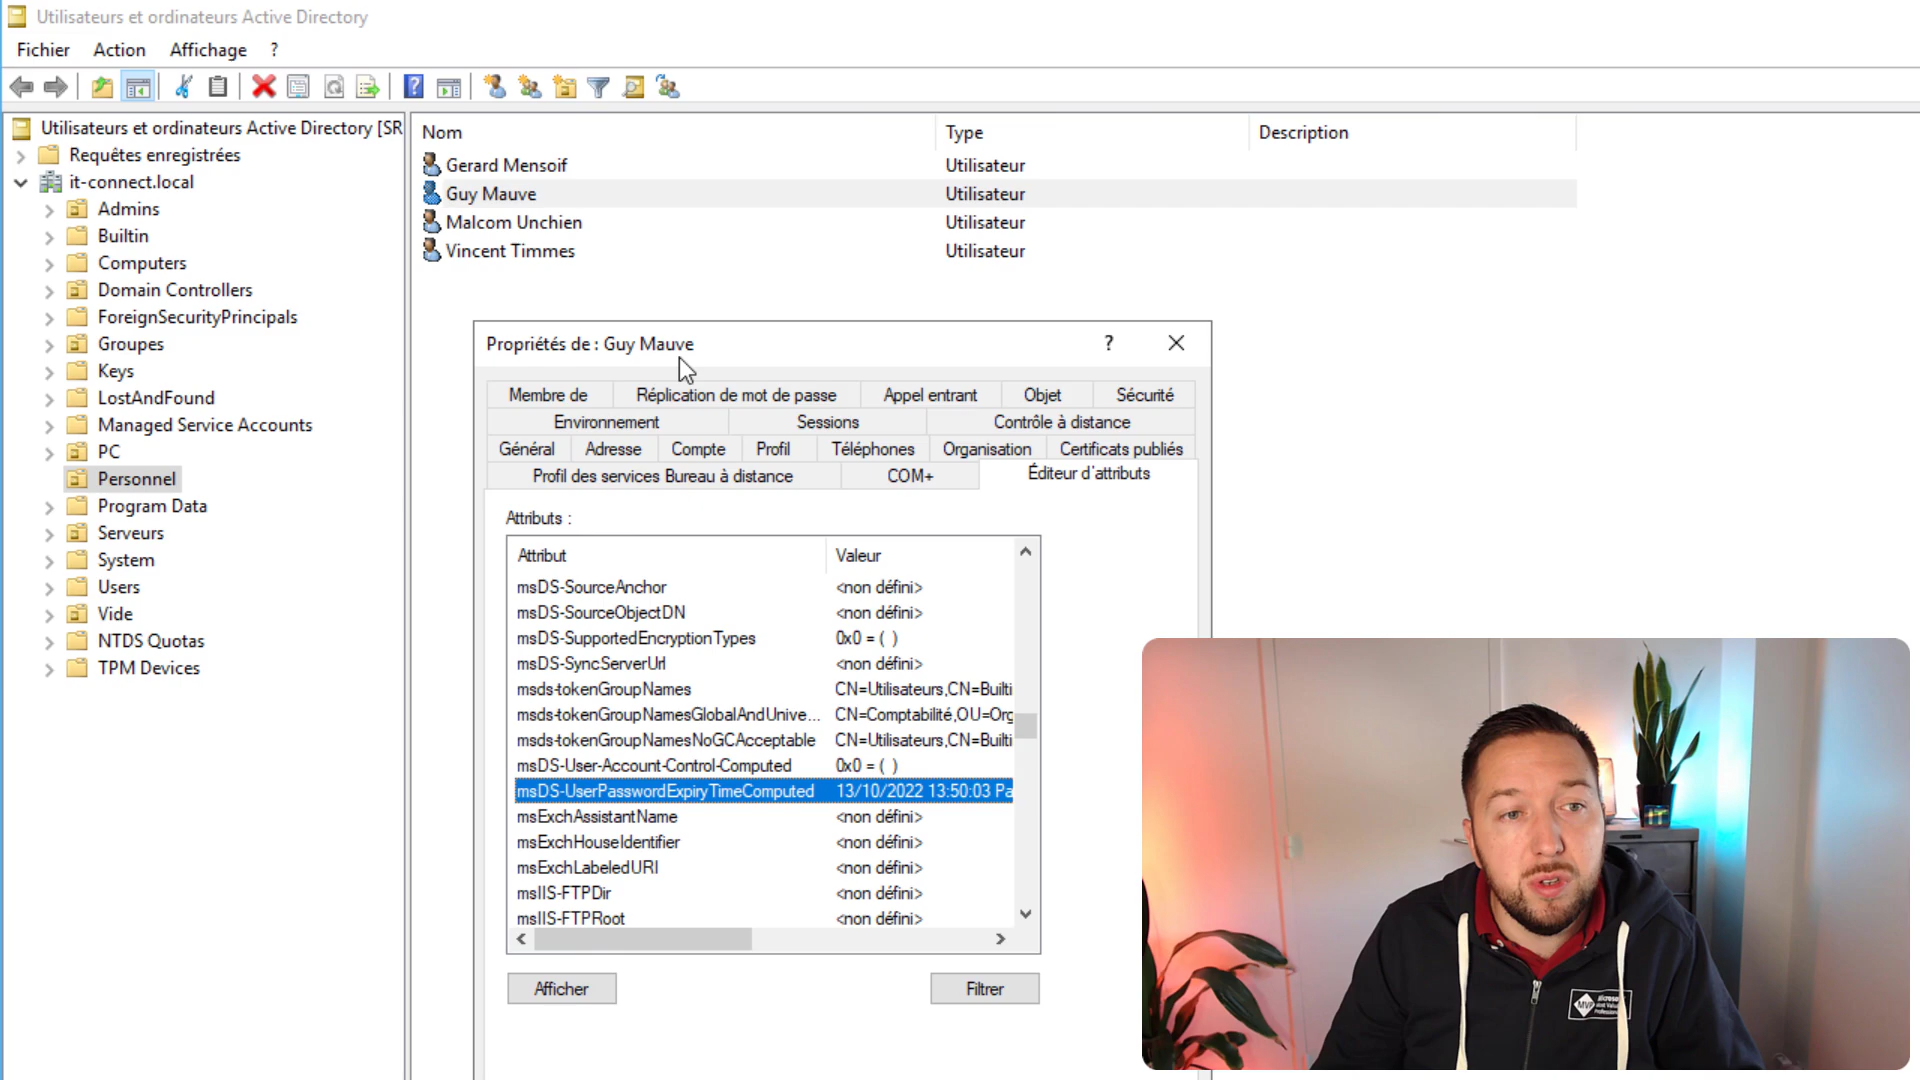 Utilisateurs et ordinateurs Active Directory
Fichier Action Affichage ?
Utilisateurs et ordinateurs Active Directory [SR
Requêtes enregistrées
it-connect.local
Admins
Builtin
Computers
Domain Controllers
ForeignSecurityPrincipals
Groupes
Keys
LostAndFound
Managed Service Accounts
PC
Personnel
Program Data
Serveurs
System
Users
Vide
NTDS Quotas
TPM Devices
Nom Type Description
Gerard Mensoif Utilisateur
Guy Mauve Utilisateur
Malcom Unchien Utilisateur
Vincent Timmes Utilisateur
Propriétés de : Guy Mauve ?
Membre de Réplication de mot de passe Appel entrant Objet Sécurité
Environnement Sessions Contrôle à distance
Général Adresse Compte Profil Téléphones Organisation Certificats publiés
Profil des services Bureau à distance COM+ Éditeur d'attributs
Attributs :
Attribut Valeur
msDS-SourceAnchor <non défini>
msDS-SourceObjectDN <non défini>
msDS-SupportedEncryptionTypes 0x0 = ( )
msDS-SyncServerUrl <non défini>
msds-tokenGroupNames CN=Utilisateurs,CN=Builti
msds-tokenGroupNamesGlobalAndUnive... CN=Comptabilité,OU=Org
msds-tokenGroupNamesNoGCAcceptable CN=Utilisateurs,CN=Builti
msDS-User-Account-Control-Computed 0x0 = ( )
msDS-UserPasswordExpiryTimeComputed 13/10/2022 13:50:03 Pa
msExchAssistantName <non défini>
msExchHouseIdentifier <non défini>
msExchLabeledURI <non défini>
msIIS-FTPDir <non défini>
msIIS-FTPRoot <non défini>
Afficher Filtrer
MVP Microsoft
Professional